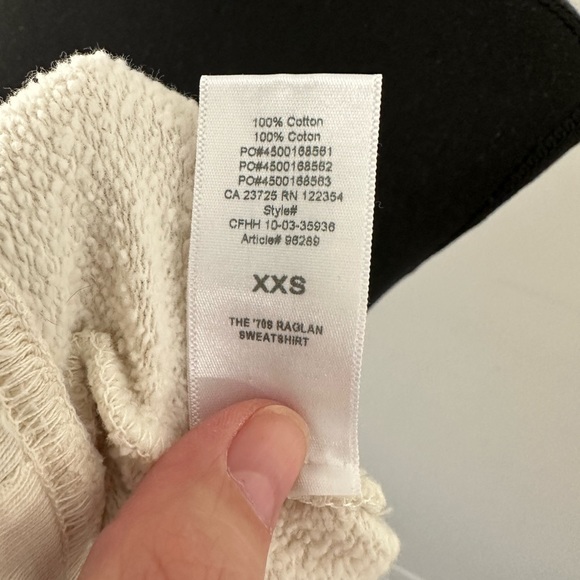 100% Cotton
100% Coton
PO#4500168561
PO#4500168562
PO#4500168563
CA 23725 RN 122354
Style#
CFHH 10-03-35936
Article# 96289
XXS
THE '70S RAGLAN
SWEATSHIRT